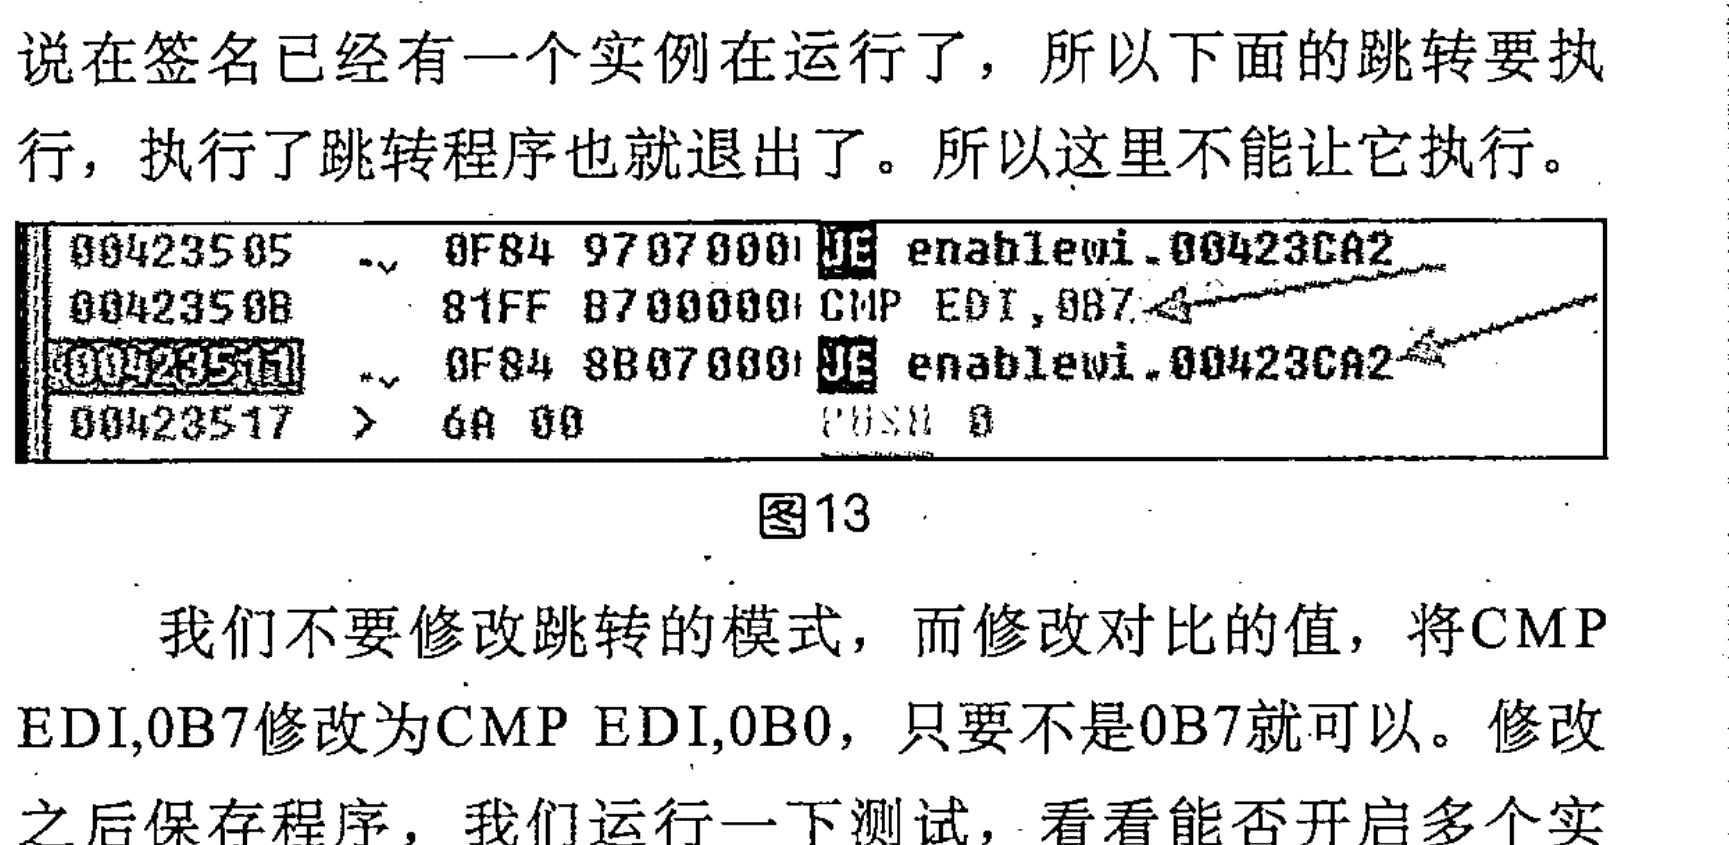 说在签名已经有一个实例在运行了，所以下面的跳转要执
行，执行了跳转程序也就退出了。所以这里不能让它执行。
00423505 .⌄ 0F84 9707000 JE enablewi.00423CA2
0042350B 81FF B700000 CMP EDI,0B7
00423511 .⌄ 0F84 8B07000 JE enablewi.00423CA2
00423517 > 6A 00 PUSH 0
图13
我们不要修改跳转的模式，而修改对比的值，将CMP
EDI,0B7修改为CMP EDI,0B0，只要不是0B7就可以。修改
之后保存程序，我们运行一下测试，看看能否开启多个实